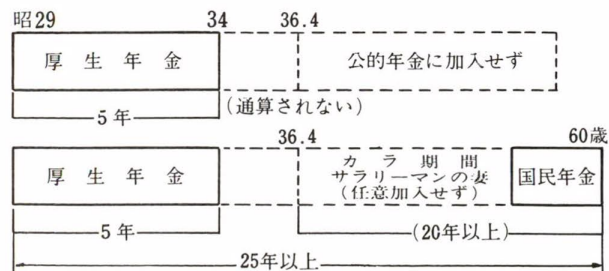 昭29 34 36.4
厚生年金 公的年金に加入せず
5年 (通算されない)
36.4 60歳
カラ期間
厚生年金 サラリーマンの妻 国民年金
(任意加入せず)
5年 (20年以上)
25年以上